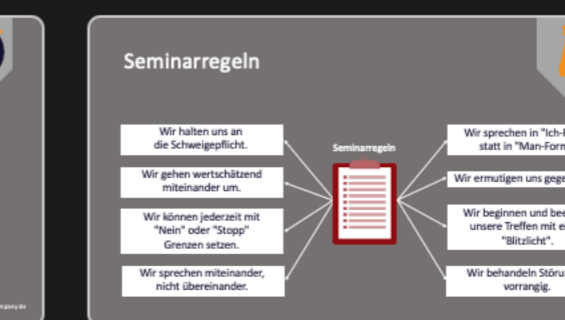 Seminarregeln
Wir halten uns an
die Schweigepflicht.
Wir gehen wertschätzend
miteinander um.
Wir können jederzeit mit
"Nein" oder "Stopp"
Grenzen setzen.
Wir sprechen miteinander,
nicht übereinander.
Seminarregeln
Wir sprechen in "Ich-
statt in "Man-Form
Wir ermutigen uns gege
Wir beginnen und bee
unsere Treffen mit ei
"Blitzlicht".
Wir behandeln Störu
vorrangig.